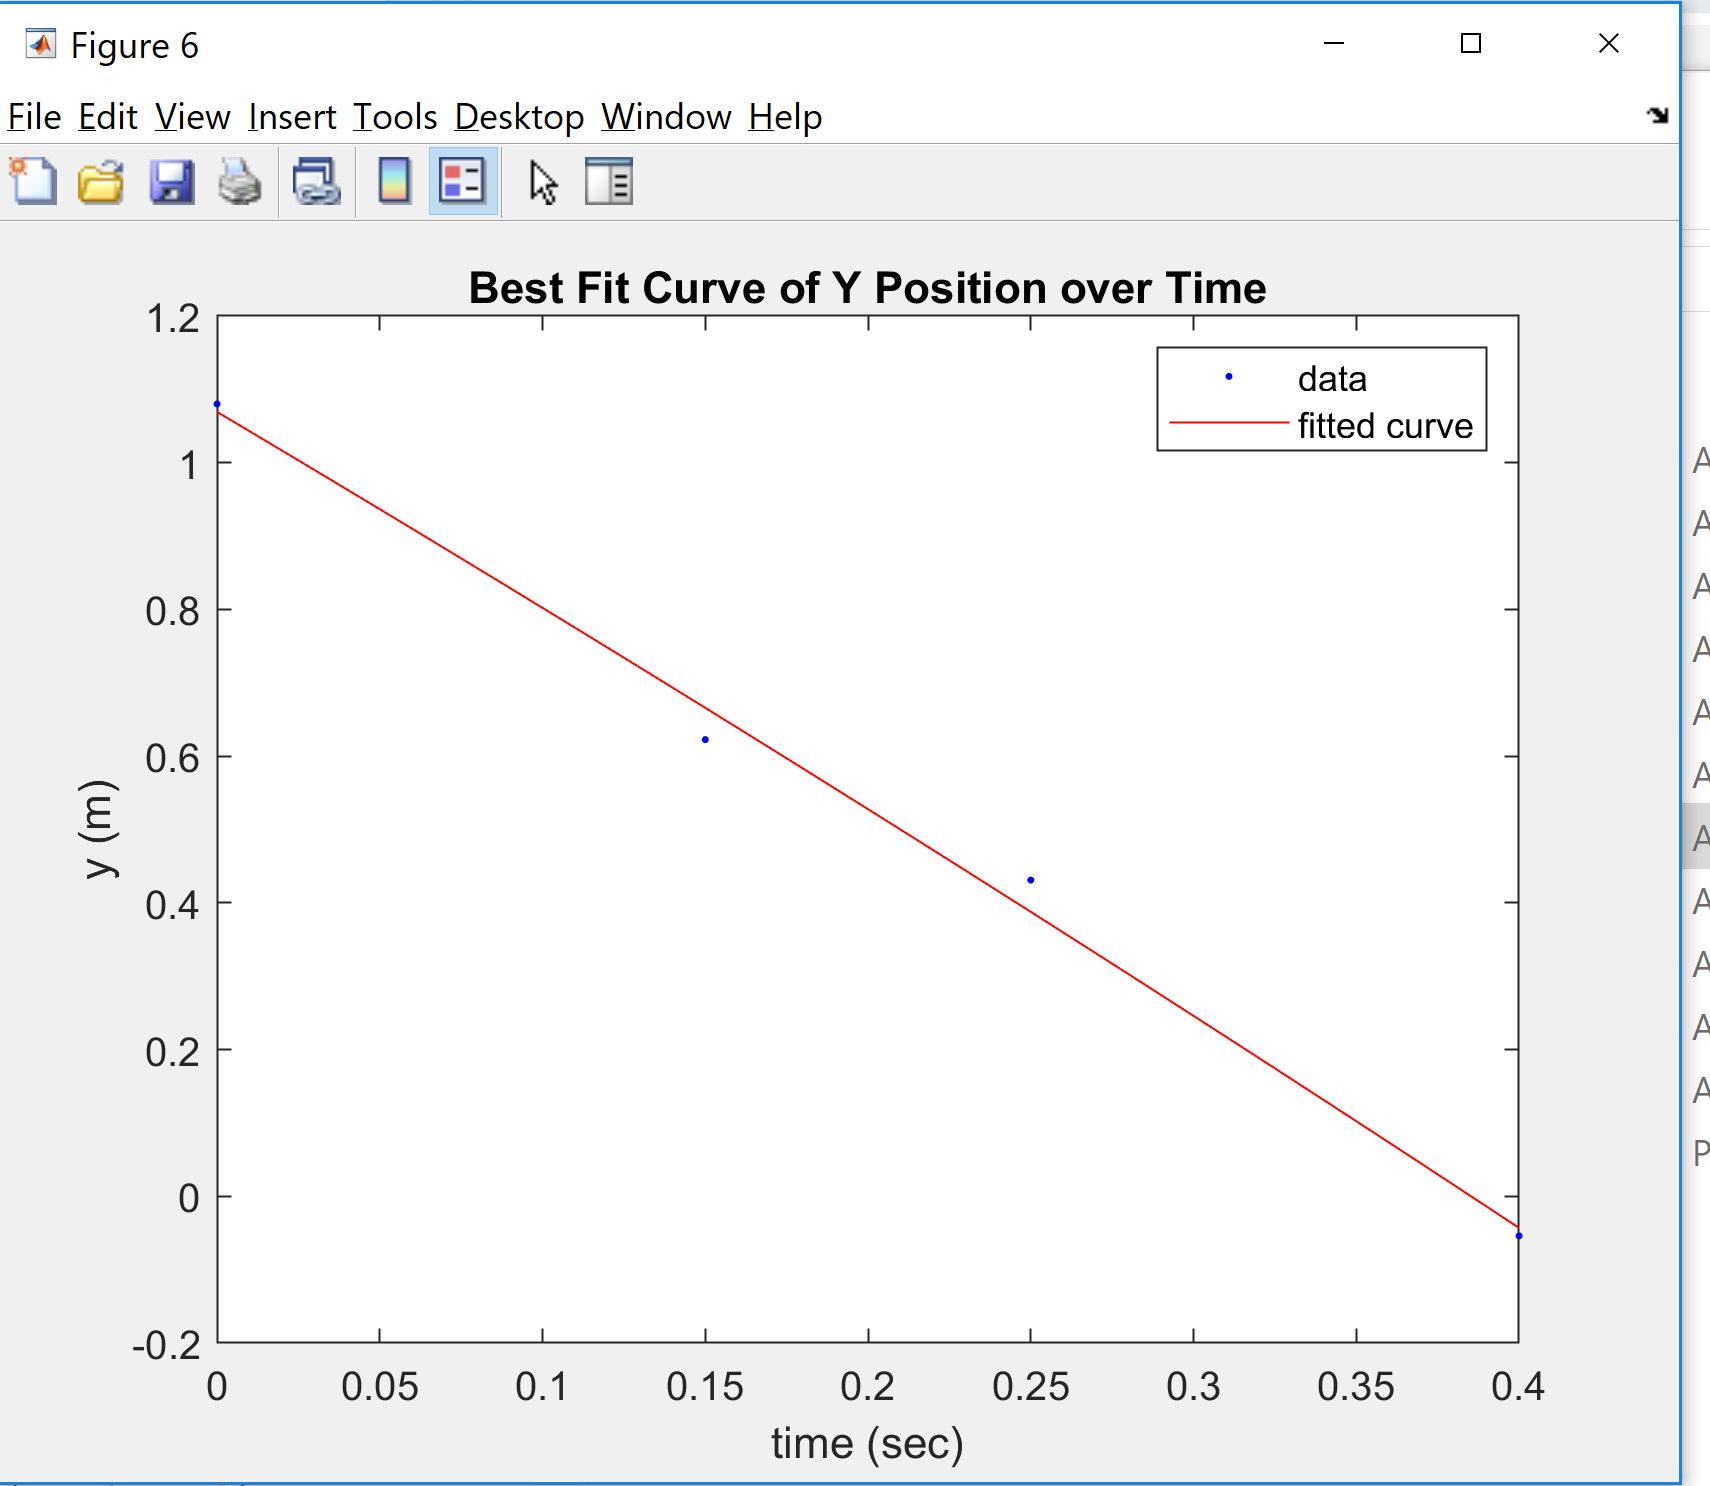 Figure 6
File Edit View Insert Tools Desktop Window Help
Best Fit Curve of Y Position over Time
1.2
1
0.8
0.6
0.4
0.2
0
-0.2
y (m)
data
fitted curve
0 0.05 0.1 0.15 0.2 0.25 0.3 0.35 0.4
time (sec)
A
A
A
A
A
A
A
A
A
A
A
P